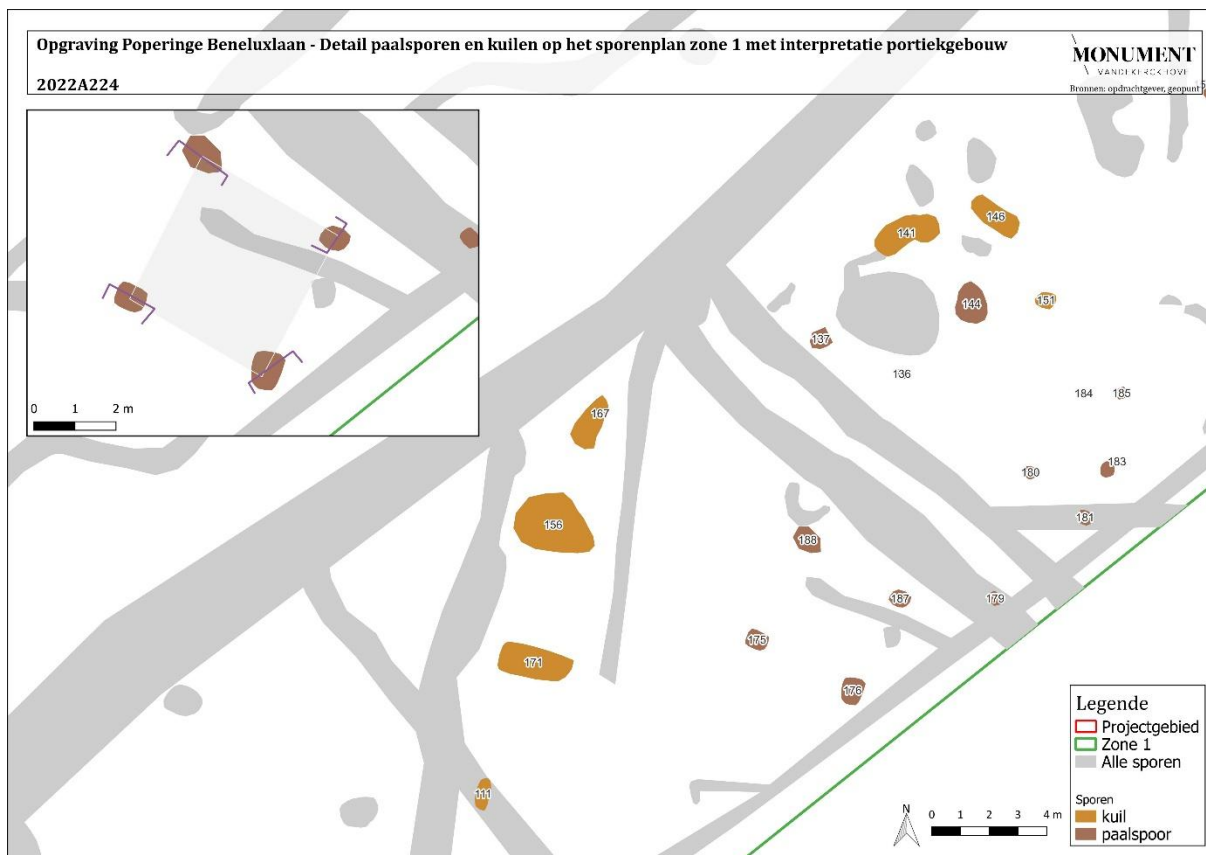 Opgraving Poperinge Beneluxlaan - Detail paalsporen en kuilen op het sporenplan zone 1 met interpretatie portiekgebouw
2022A224
MONUMENT
VANDEKERCKHOVE
Bronnen: opdrachtgever, geopunt
0 1 2 m
146
141
144
151
137
136
184 185
167
183
180
181
156
188
187
179
175
171
176
111
Legende
Projectgebied
Zone 1
Alle sporen
Sporen
kuil
paalspoor
N
0 1 2 3 4 m